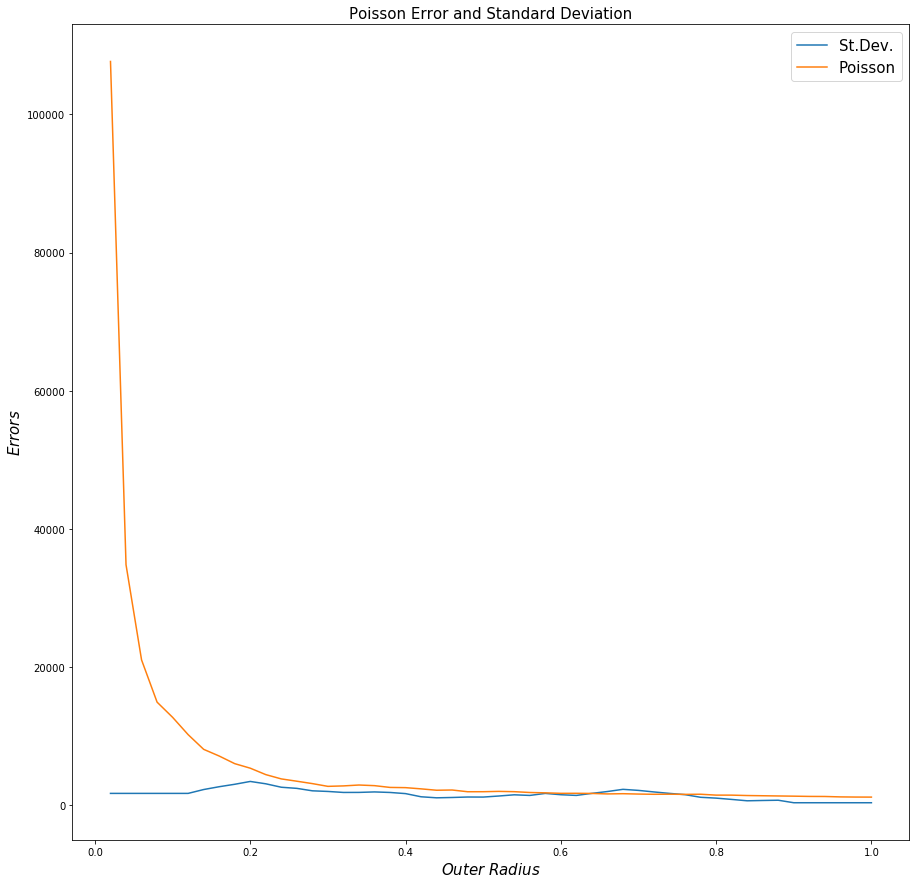 Poisson Error and Standard Deviation
St.Dev.
Poisson
100000
80000
60000
40000
20000
0
Errors
0.0 0.2 0.4 0.6 0.8 1.0
Outer Radius